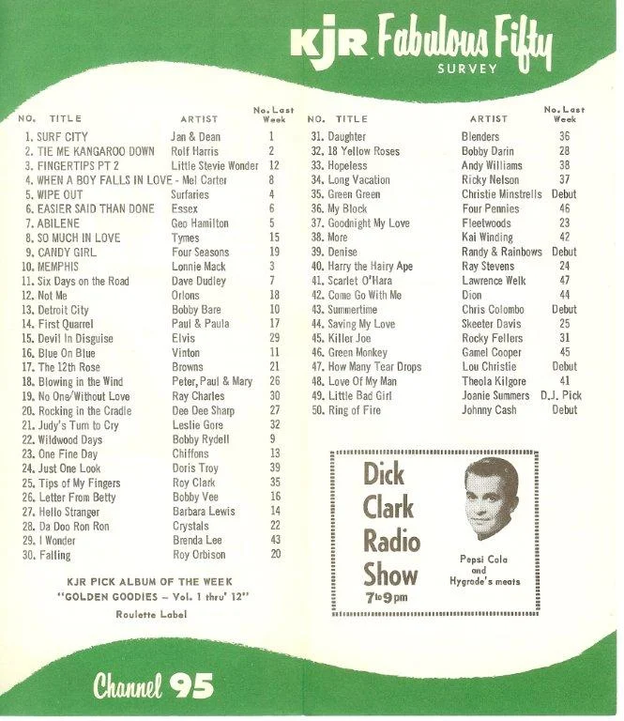 KJR Fabulous Fifty
SURVEY
NO. TITLE ARTIST No. Last Week
1. SURF CITY Jan & Dean 1
2. TIE ME KANGAROO DOWN Rolf Harris 2
3. FINGERTIPS PT 2 Little Stevie Wonder 12
4. WHEN A BOY FALLS IN LOVE - Mel Carter 8
5. WIPE OUT Surfaries 4
6. EASIER SAID THAN DONE Essex 6
7. ABILENE Geo Hamilton 5
8. SO MUCH IN LOVE Tymes 15
9. CANDY GIRL Four Seasons 19
10. MEMPHIS Lonnie Mack 3
11. Six Days on the Road Dave Dudley 7
12. Not Me Orlons 18
13. Detroit City Bobby Bare 10
14. First Quarrel Paul & Paula 17
15. Devil In Disguise Elvis 29
16. Blue On Blue Vinton 11
17. The 12th Rose Browns 21
18. Blowing in the Wind Peter, Paul & Mary 26
19. No One/Without Love Ray Charles 30
20. Rocking in the Cradle Dee Dee Sharp 27
21. Judy's Turn to Cry Leslie Gore 32
22. Wildwood Days Bobby Rydell 9
23. One Fine Day Chiffons 13
24. Just One Look Doris Troy 39
25. Tips of My Fingers Roy Clark 35
26. Letter From Betty Bobby Vee 16
27. Hello Stranger Barbara Lewis 14
28. Da Doo Ron Ron Crystals 22
29. I Wonder Brenda Lee 43
30. Falling Roy Orbison 20
KJR PICK ALBUM OF THE WEEK
"GOLDEN GOODIES – Vol. 1 thru' 12"
Roulette Label
NO. TITLE ARTIST No. Last Week
31. Daughter Blenders 36
32. 18 Yellow Roses Bobby Darin 28
33. Hopeless Andy Williams 38
34. Long Vacation Ricky Nelson 37
35. Green Green Christie Minstrells Debut
36. My Block Four Pennies 46
37. Goodnight My Love Fleetwoods 23
38. More Kai Winding 42
39. Denise Randy & Rainbows Debut
40. Harry the Hairy Ape Ray Stevens 24
41. Scarlet O'Hara Lawrence Welk 47
42. Come Go With Me Dion 44
43. Summertime Chris Colombo Debut
44. Saving My Love Skeeter Davis 25
45. Killer Joe Rocky Fellers 31
46. Green Monkey Gamel Cooper 45
47. How Many Tear Drops Lou Christie Debut
48. Love Of My Man Theola Kilgore 41
49. Little Bad Girl Joanie Summers D.J. Pick
50. Ring of Fire Johnny Cash Debut
Dick
Clark
Radio
Show
7 to 9 pm
Pepsi Cola
and
Hygrade's meats
Channel 95